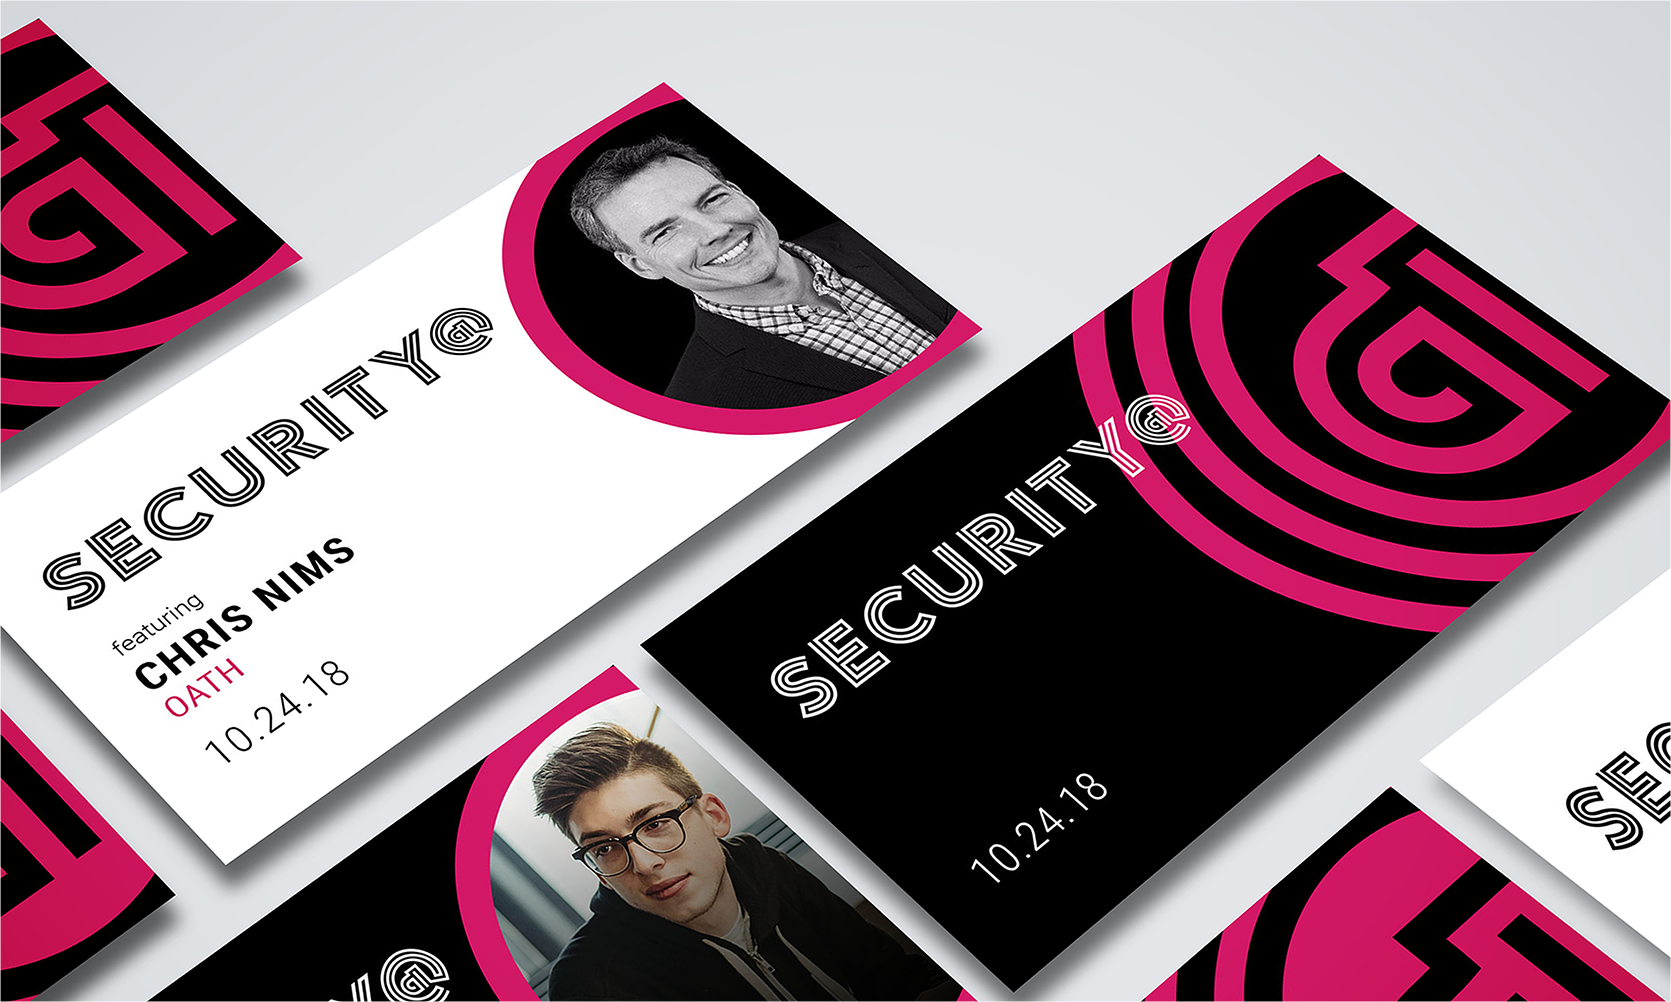 SECURITY@
featuring
CHRIS NIMS
OATH
10.24.18
SECURITY@
10.24.18